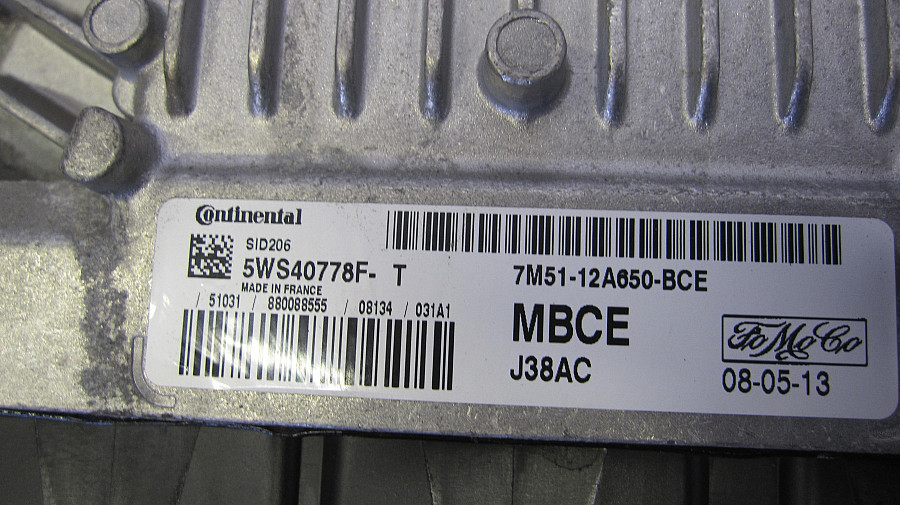 Continental
SID206
5WS40778F- T
MADE IN FRANCE
/ 51031 / 880088555 / 08134 / 031A1
7M51-12A650-BCE
MBCE
J38AC
FoMoCo
08-05-13